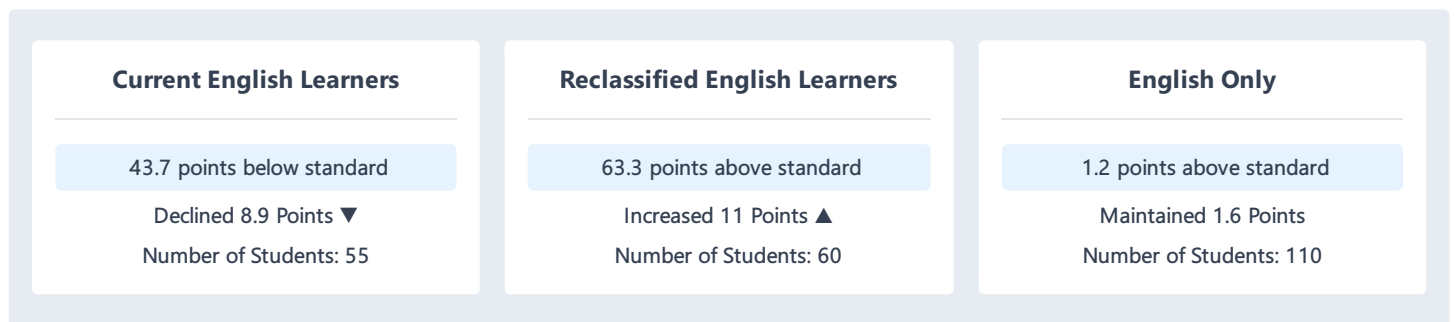 Current English Learners
43.7 points below standard
Declined 8.9 Points ▼
Number of Students: 55
Reclassified English Learners
63.3 points above standard
Increased 11 Points ▲
Number of Students: 60
English Only
1.2 points above standard
Maintained 1.6 Points
Number of Students: 110